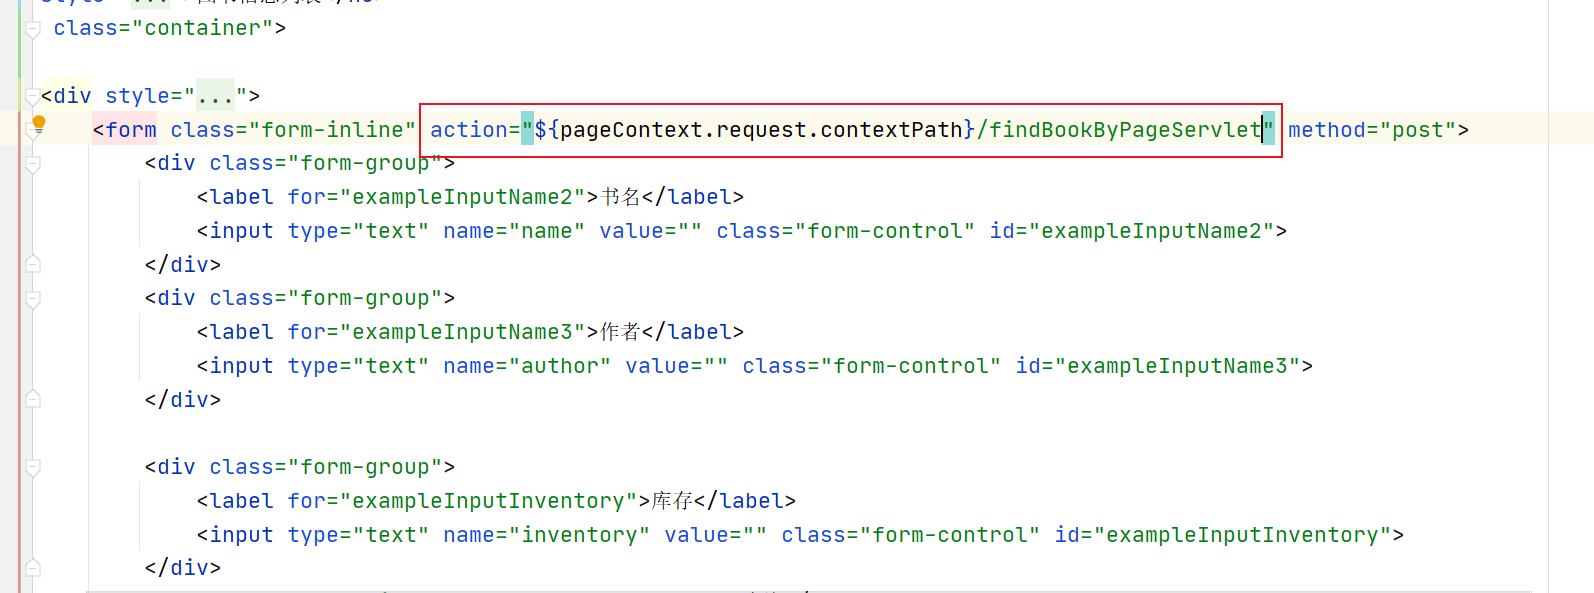 class="container">
<div style="...">
<form class="form-inline" action="${pageContext.request.contextPath}/findBookByPageServlet" method="post">
<div class="form-group">
<label for="exampleInputName2">书名</label>
<input type="text" name="name" value="" class="form-control" id="exampleInputName2">
</div>
<div class="form-group">
<label for="exampleInputName3">作者</label>
<input type="text" name="author" value="" class="form-control" id="exampleInputName3">
</div>
<div class="form-group">
<label for="exampleInputInventory">库存</label>
<input type="text" name="inventory" value="" class="form-control" id="exampleInputInventory">
</div>